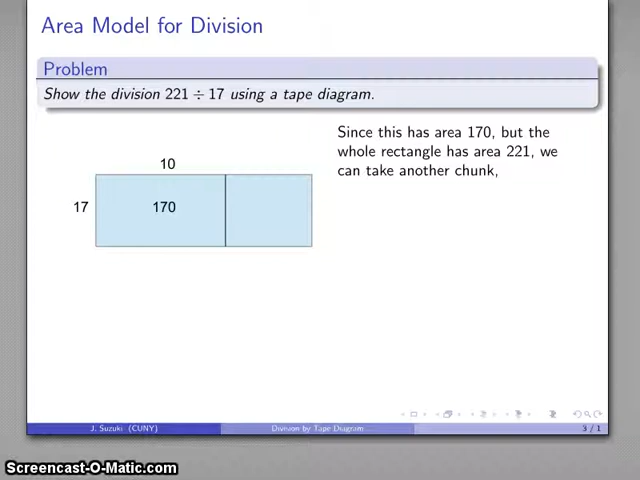 Area Model for Division
Problem
Show the division 221 ÷ 17 using a tape diagram.
Since this has area 170, but the
whole rectangle has area 221, we
can take another chunk,
10
17
170
J. Suzuki (CUNY)
Division by Tape Diagram
3 / 1
Screencast-O-Matic.com